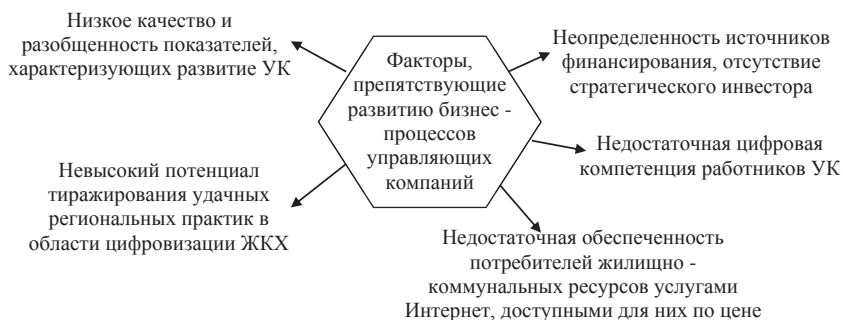 Низкое качество и
разобщенность показателей,
характеризующих развитие УК
Факторы,
препятствующие
развитию бизнес -
процессов
управляющих
компаний
Неопределенность источников
финансирования, отсутствие
стратегического инвестора
Недостаточная цифровая
компетенция работников УК
Невысокий потенциал
тиражирования удачных
региональных практик в
области цифровизации ЖКХ
Недостаточная обеспеченность
потребителей жилищно -
коммунальных ресурсов услугами
Интернет, доступными для них по цене